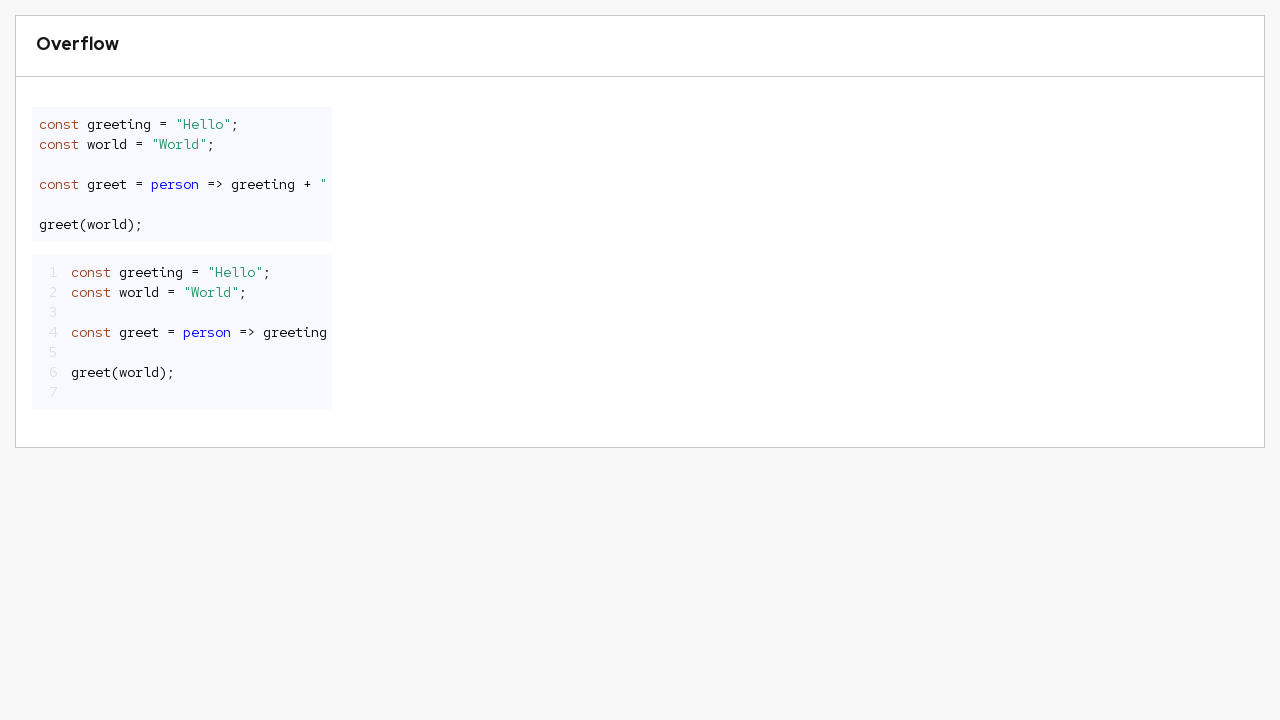 Overflow
const greeting = "Hello";
const world = "World";
const greet = person => greeting + "
greet(world);
1 const greeting = "Hello";
2 const world = "World";
3
4 const greet = person => greeting
5
6 greet(world);
7